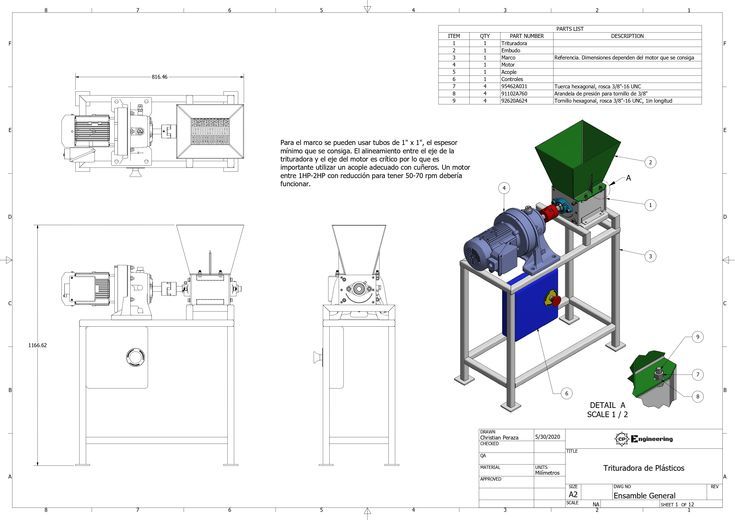 8 7 6 5 4 3 2 1
PARTS LIST
ITEM QTY PART NUMBER DESCRIPTION
1 1 Trituradora
2 1 Embudo
3 1 Marco Referencia. Dimensiones dependen del motor que se consiga
4 1 Motor
5 1 Acople
6 1 Controles
7 4 95462A031 Tuerca hexagonal, rosca 3/8"-16 UNC
8 4 91102A760 Arandela de presión para tornillo de 3/8"
9 4 92620A624 Tornillo hexagonal, rosca 3/8"-16 UNC, 1in longitud
F F
816.46
E E
Para el marco se pueden usar tubos de 1" x 1", el espesor
mínimo que se consiga. El alineamiento entre el eje de la
trituradora y el eje del motor es crítico por lo que es
importante utilizar un acople adecuado con cuñeros. Un motor
entre 1HP-2HP con reducción para tener 50-70 rpm debería
funcionar.
2
A
4
1
D D
3
C C
1166.62
9
7
8
6
B B
DETAIL A
SCALE 1 / 2
DRAWN
Christian Peraza 5/30/2020
CHECKED
QA
MATERIAL UNITS
Milímetros
APPROVED
CP Engineering
TITLE
Trituradora de Plásticos
SIZE DWG NO REV
A2 Ensamble General
SCALE NA SHEET 1 OF 12
A A
8 7 6 5 4 3 2 1